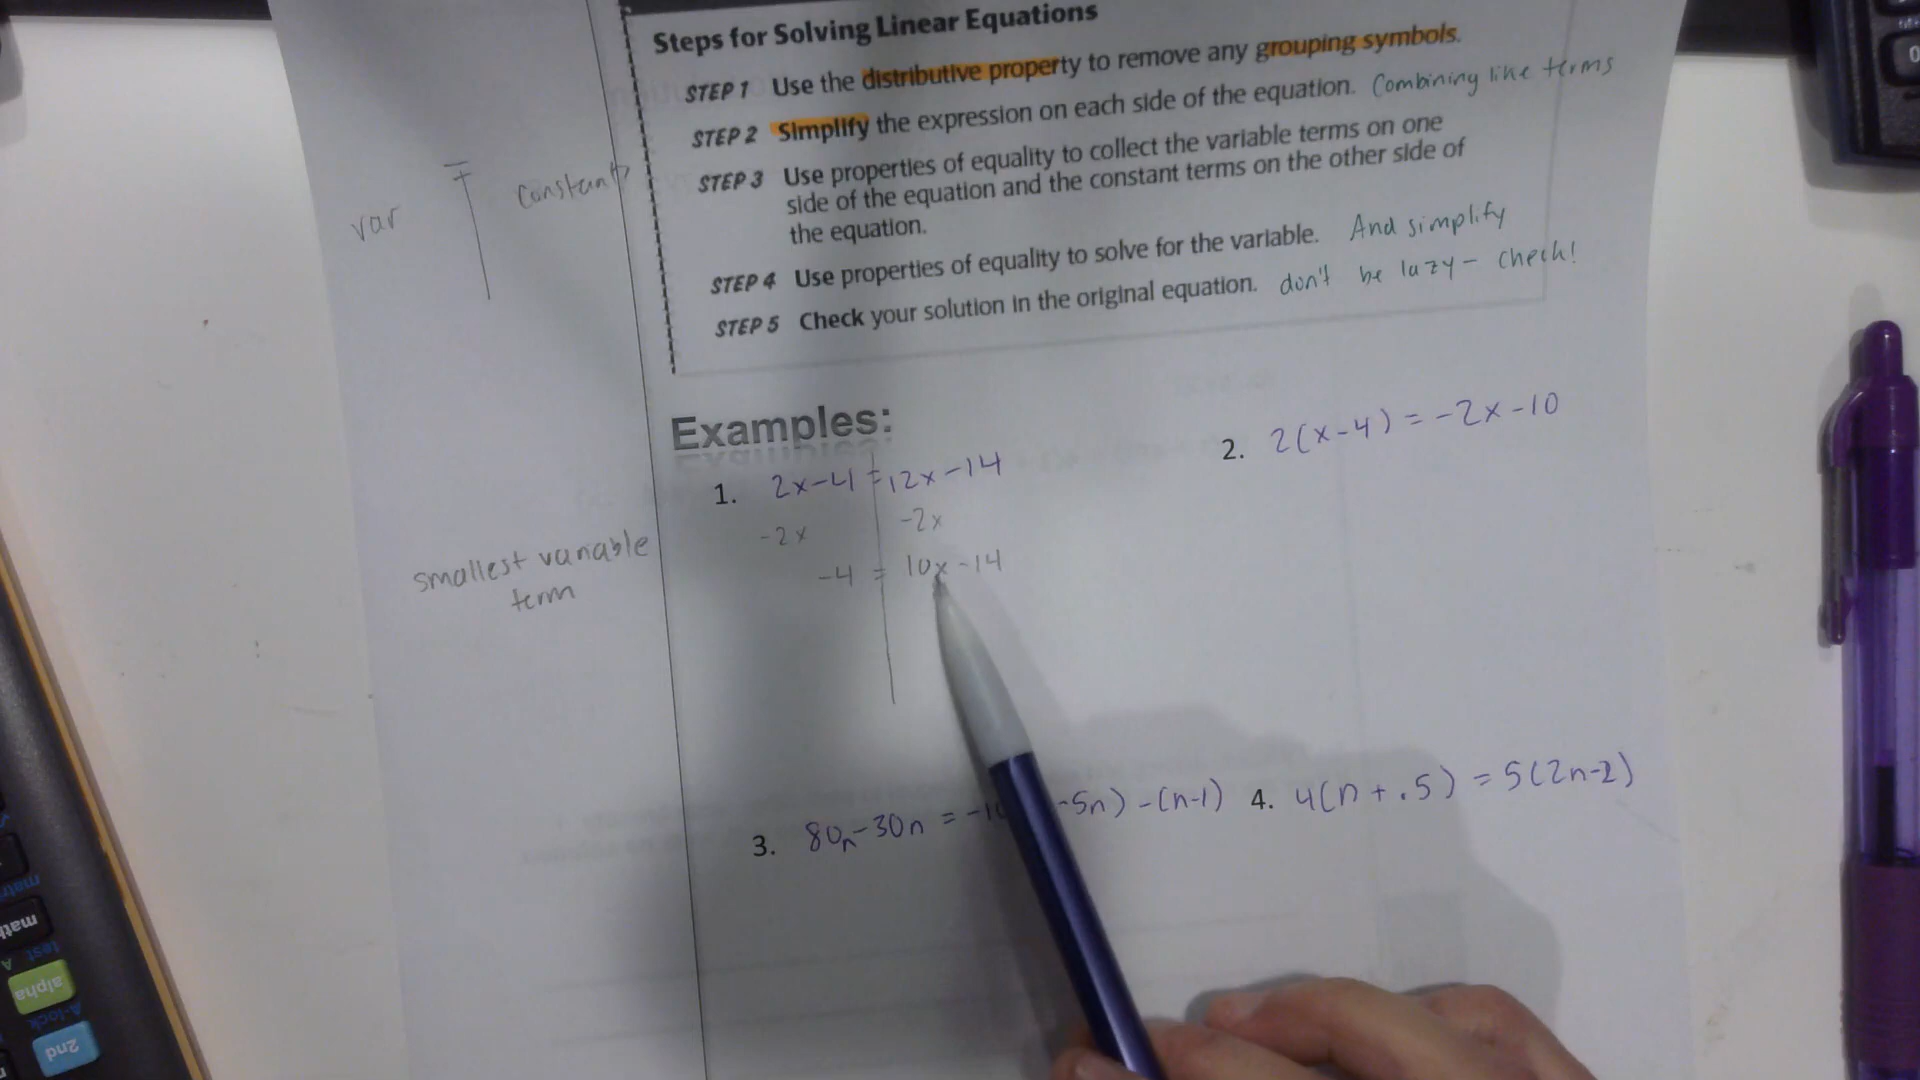 Steps for Solving Linear Equations
STEP 1 Use the distributive property to remove any grouping symbols.
STEP 2 Simplify the expression on each side of the equation. Combining like terms
STEP 3 Use properties of equality to collect the variable terms on one
side of the equation and the constant terms on the other side of
the equation.
var constant
STEP 4 Use properties of equality to solve for the variable. And simplify
STEP 5 Check your solution in the original equation. don't be lazy - check!
Examples:
1. 2x-4 = 12x-14
-2x -2x
-4 = 10x-14
smallest variable
term
2. 2(x-4) = -2x-10
3. 80n-30n = -10 -5n) -(n-1)
4. 4(n + .5) = 5(2n-2)
math
test A
alpha
A-lock
2nd